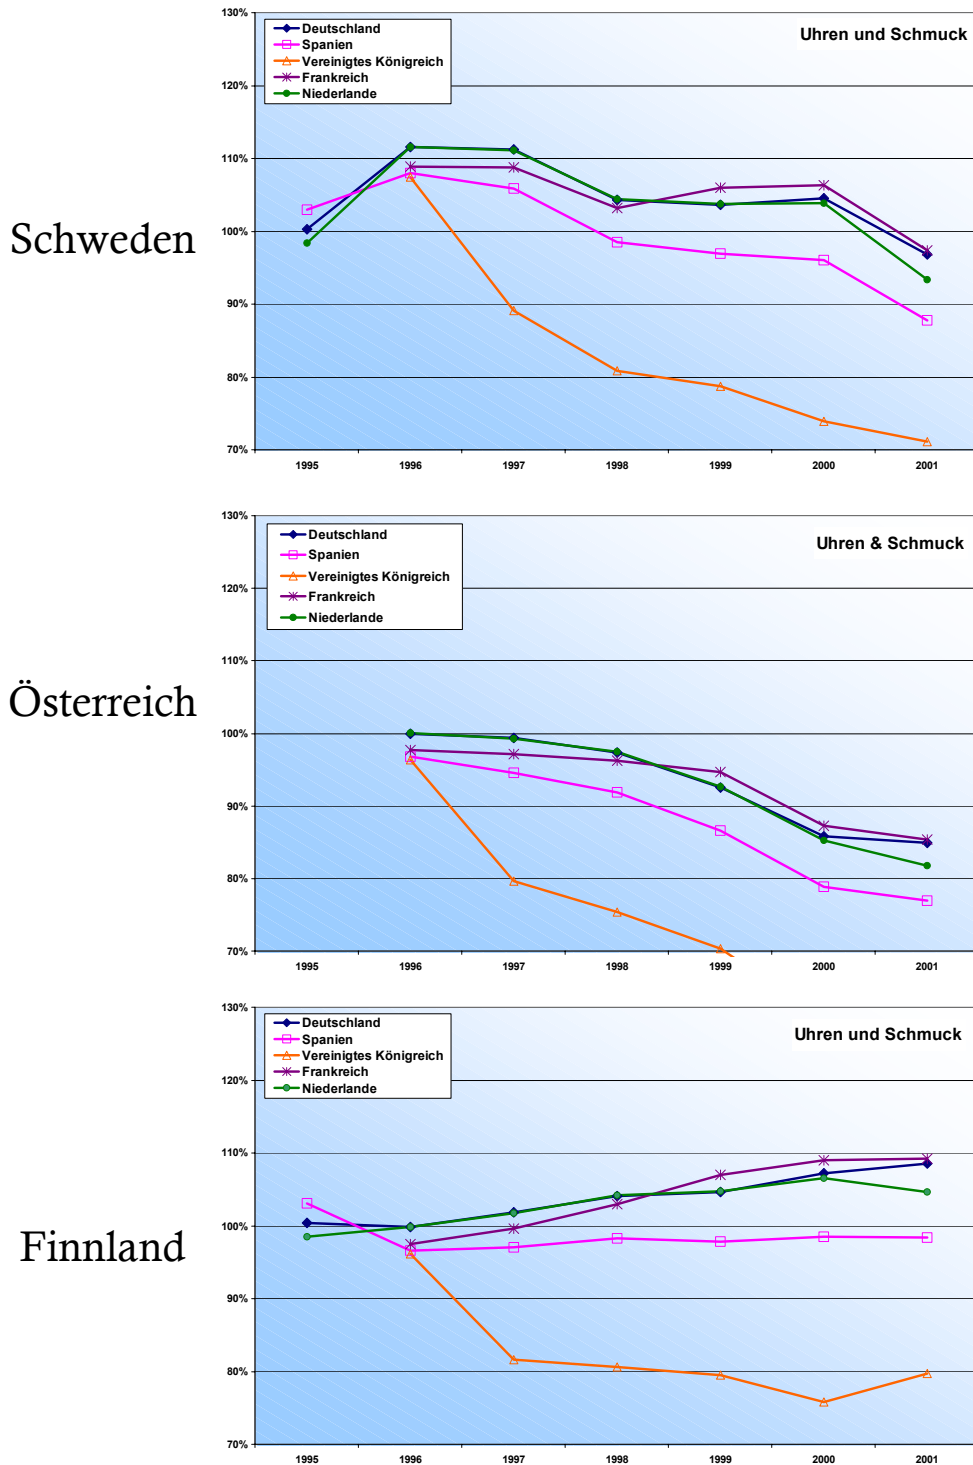 130%
Deutschland
Spanien
Vereinigtes Königreich
Frankreich
Niederlande
Uhren und Schmuck
120%
110%
Schweden
100%
90%
80%
70%
1995 1996 1997 1998 1999 2000 2001
130%
Deutschland
Spanien
Vereinigtes Königreich
Frankreich
Niederlande
Uhren & Schmuck
120%
110%
Österreich
100%
90%
80%
70%
1995 1996 1997 1998 1999 2000 2001
130%
Deutschland
Spanien
Vereinigtes Königreich
Frankreich
Niederlande
Uhren und Schmuck
120%
110%
100%
Finnland
90%
80%
70%
1995 1996 1997 1998 1999 2000 2001